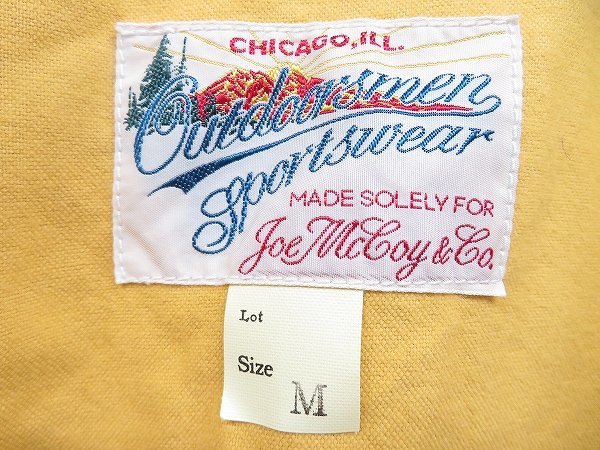 CHICAGO, ILL.
Outdoorsmen
Sportswear
MADE SOLELY FOR
Joe McCoy & Co.
Lot
Size M